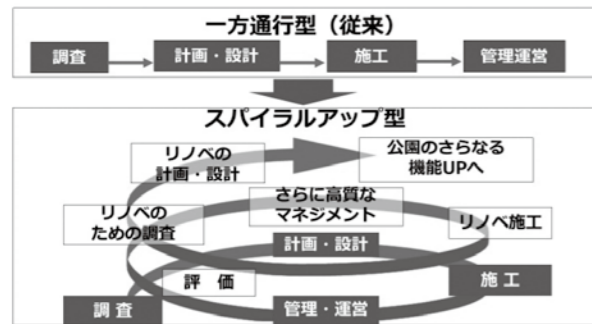 一方通行型（従来）
調査
計画・設計
施工
管理運営
スパイラルアップ型
リノベの
計画・設計
公園のさらなる
機能UPへ
さらに高質な
マネジメント
リノベの
ための調査
リノベ施工
計画・設計
評　価
施 工
調 査
管理・運営